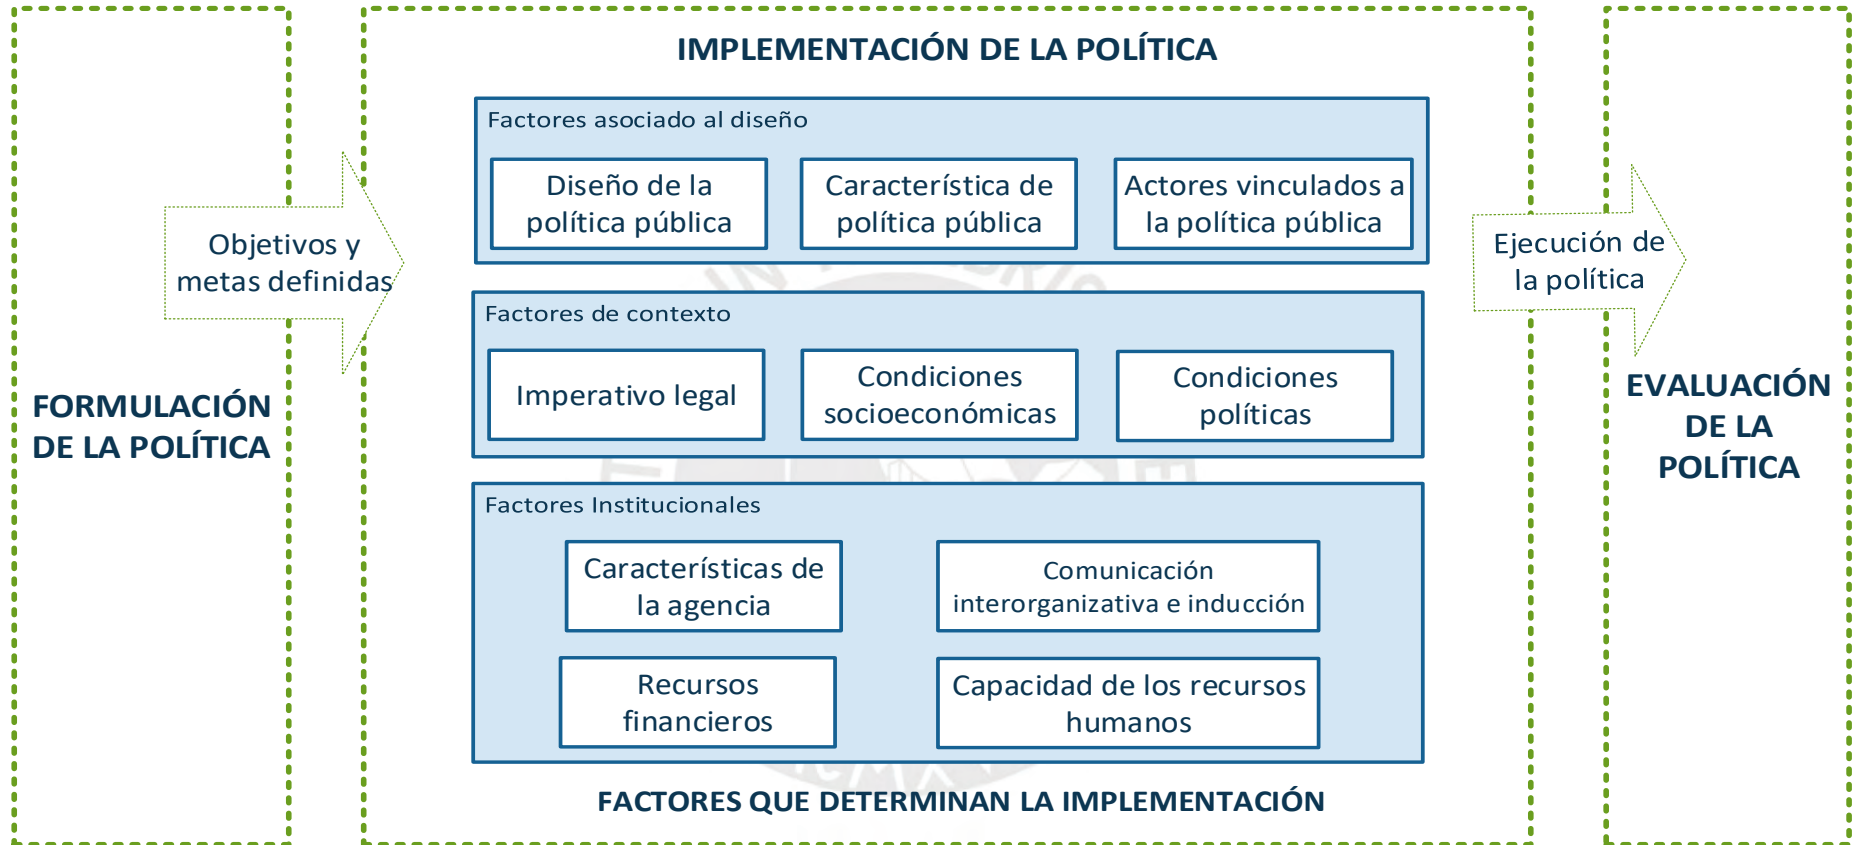 IMPLEMENTACIÓN DE LA POLÍTICA
FORMULACIÓN
DE LA POLÍTICA
Objetivos y
metas definidas
Factores asociado al diseño
Diseño de la
política pública
Característica de
política pública
Actores vinculados a
la política pública
Factores de contexto
Imperativo legal
Condiciones
socioeconómicas
Condiciones
políticas
Factores Institucionales
Características de
la agencia
Comunicación
interorganizativa e inducción
Recursos
financieros
Capacidad de los recursos
humanos
FACTORES QUE DETERMINAN LA IMPLEMENTACIÓN
Ejecución de
la política
EVALUACIÓN
DE LA
POLÍTICA